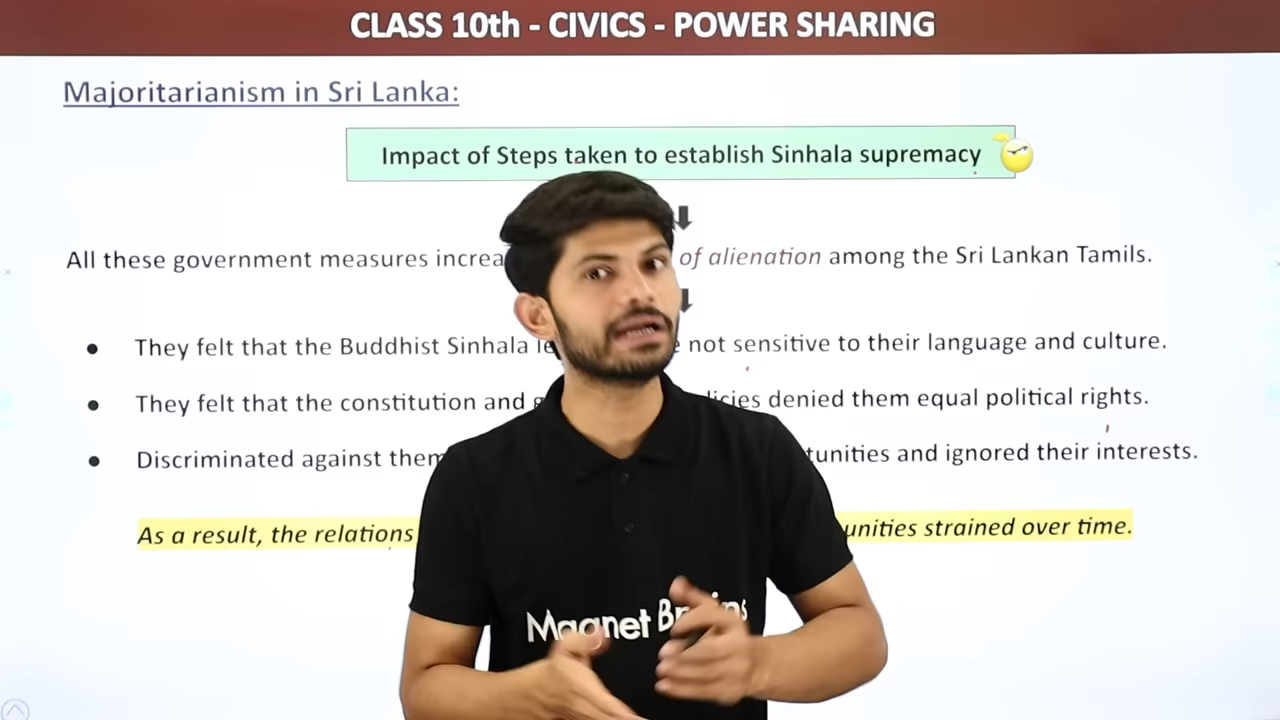 CLASS 10th - CIVICS - POWER SHARING
Majoritarianism in Sri Lanka:
Impact of Steps taken to establish Sinhala supremacy
All these government measures increa of alienation among the Sri Lankan Tamils.
They felt that the Buddhist Sinhala le not sensitive to their language and culture.
They felt that the constitution and g licies denied them equal political rights.
Discriminated against them tunities and ignored their interests.
As a result, the relations unities strained over time.
Magnet Br ns